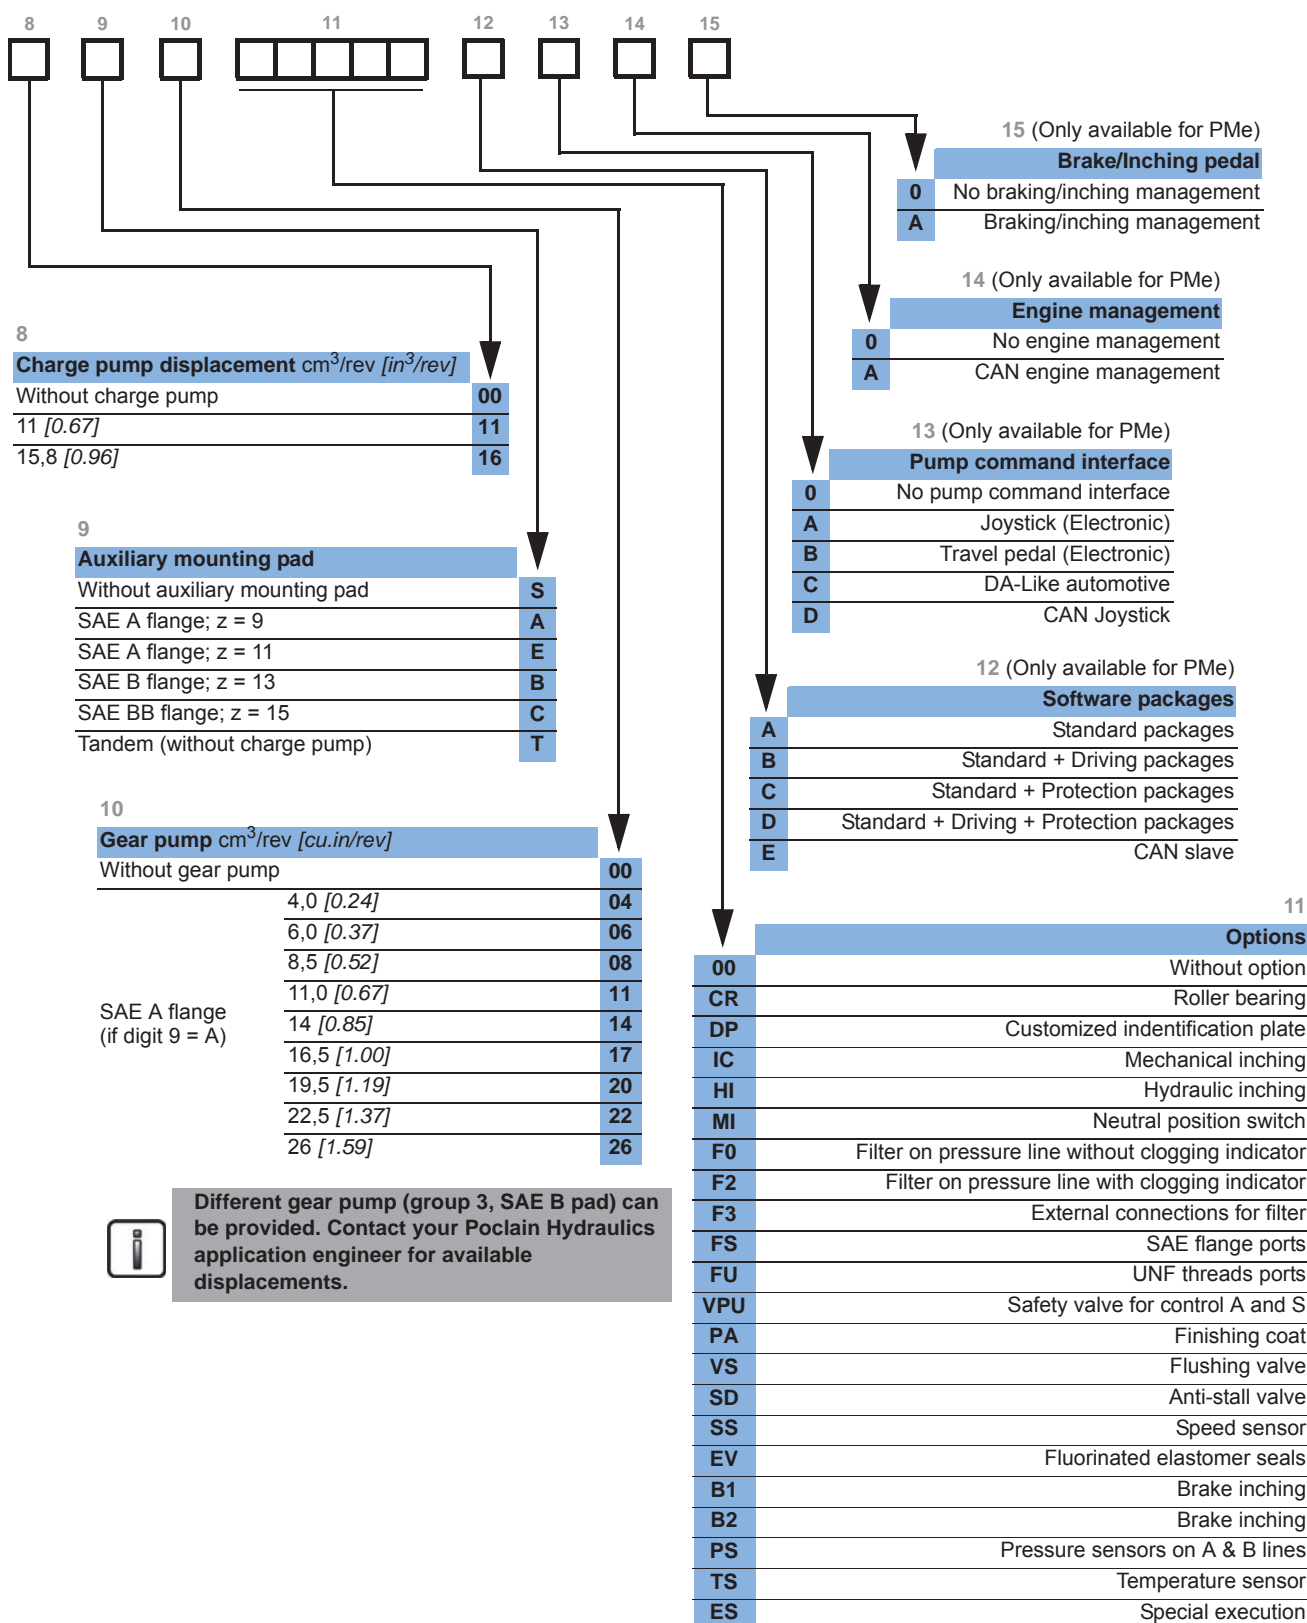 8 9 10 11 12 13 14 15
15 (Only available for PMe)
Brake/Inching pedal
0 No braking/inching management
A Braking/inching management
14 (Only available for PMe)
Engine management
0 No engine management
A CAN engine management
8
Charge pump displacement cm³/rev [in³/rev]
Without charge pump 00
11 [0.67] 11
15,8 [0.96] 16
13 (Only available for PMe)
Pump command interface
0 No pump command interface
A Joystick (Electronic)
B Travel pedal (Electronic)
C DA-Like automotive
D CAN Joystick
9
Auxiliary mounting pad
Without auxiliary mounting pad S
SAE A flange; z = 9 A
SAE A flange; z = 11 E
SAE B flange; z = 13 B
SAE BB flange; z = 15 C
Tandem (without charge pump) T
12 (Only available for PMe)
Software packages
A Standard packages
B Standard + Driving packages
C Standard + Protection packages
D Standard + Driving + Protection packages
E CAN slave
10
Gear pump cm³/rev [cu.in/rev]
Without gear pump 00
SAE A flange
(if digit 9 = A)
4,0 [0.24] 04
6,0 [0.37] 06
8,5 [0.52] 08
11,0 [0.67] 11
14 [0.85] 14
16,5 [1.00] 17
19,5 [1.19] 20
22,5 [1.37] 22
26 [1.59] 26
i
Different gear pump (group 3, SAE B pad) can
be provided. Contact your Poclain Hydraulics
application engineer for available
displacements.
11
Options
00 Without option
CR Roller bearing
DP Customized indentification plate
IC Mechanical inching
HI Hydraulic inching
MI Neutral position switch
F0 Filter on pressure line without clogging indicator
F2 Filter on pressure line with clogging indicator
F3 External connections for filter
FS SAE flange ports
FU UNF threads ports
VPU Safety valve for control A and S
PA Finishing coat
VS Flushing valve
SD Anti-stall valve
SS Speed sensor
EV Fluorinated elastomer seals
B1 Brake inching
B2 Brake inching
PS Pressure sensors on A & B lines
TS Temperature sensor
ES Special execution